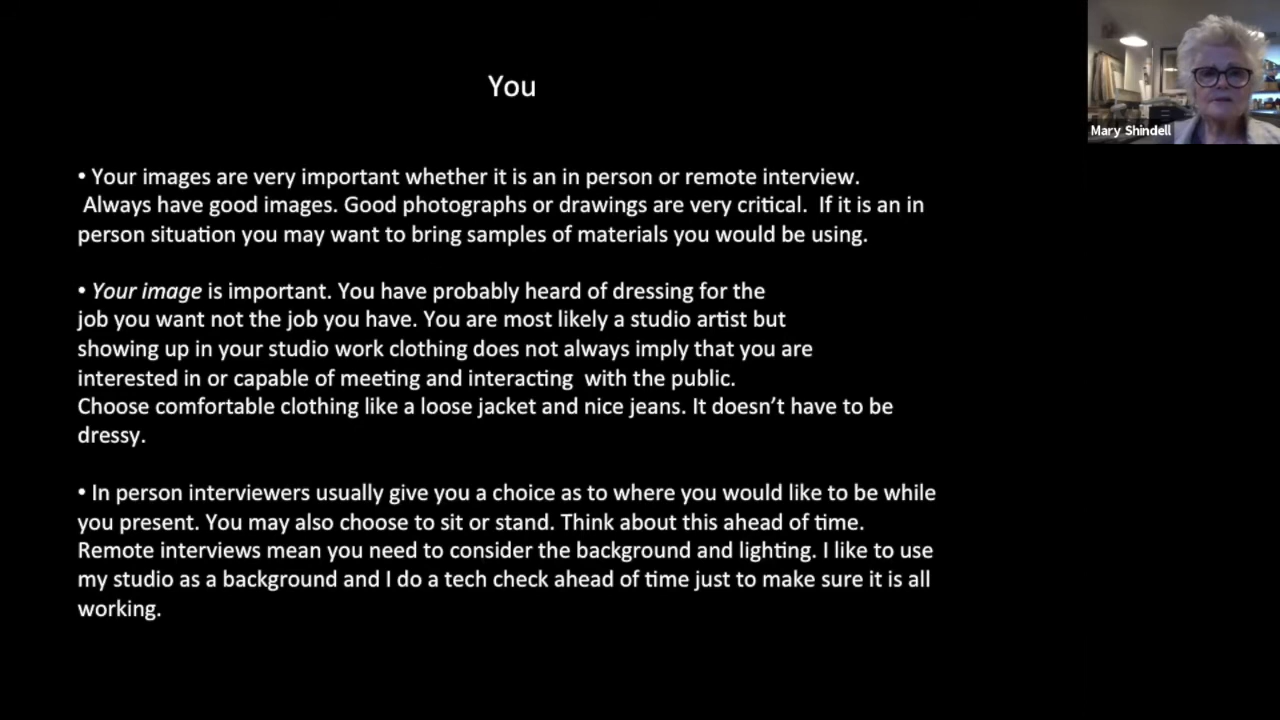 You
• Your images are very important whether it is an in person or remote interview.
Always have good images. Good photographs or drawings are very critical.  If it is an in
person situation you may want to bring samples of materials you would be using.
• Your image is important. You have probably heard of dressing for the
job you want not the job you have. You are most likely a studio artist but
showing up in your studio work clothing does not always imply that you are
interested in or capable of meeting and interacting  with the public.
Choose comfortable clothing like a loose jacket and nice jeans. It doesn’t have to be
dressy.
• In person interviewers usually give you a choice as to where you would like to be while
you present. You may also choose to sit or stand. Think about this ahead of time.
Remote interviews mean you need to consider the background and lighting. I like to use
my studio as a background and I do a tech check ahead of time just to make sure it is all
working.
Mary Shindell